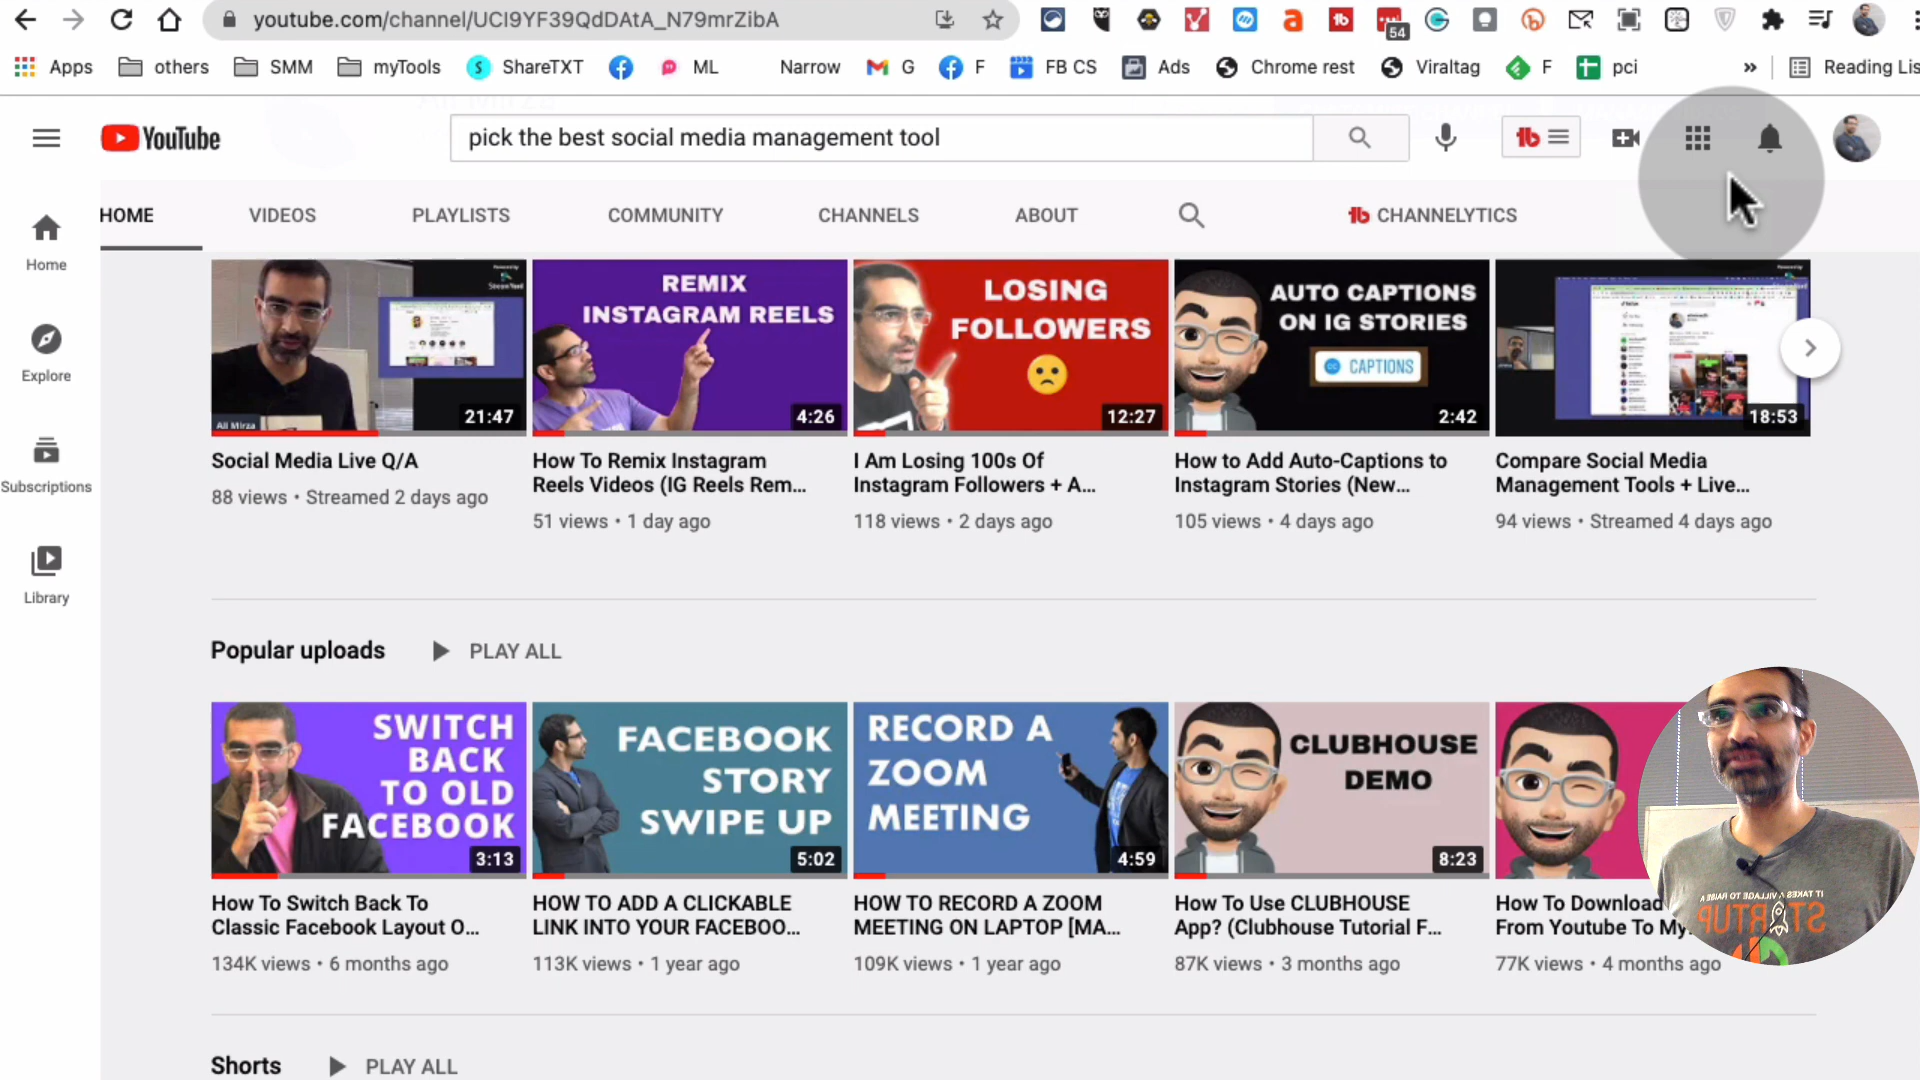 youtube.com/channel/UCI9YF39QdDAtA_N79mrZibA
54
Apps others SMM myTools ShareTXT ML Narrow G F FB CS Ads Chrome rest Viraltag F pci » Reading Lis
YouTube
pick the best social media management tool
HOME VIDEOS PLAYLISTS COMMUNITY CHANNELS ABOUT CHANNELYTICS
Home
Explore
Subscriptions
Library
Ali Mirza
21:47
REMIX
INSTAGRAM REELS
4:26
LOSING
FOLLOWERS
12:27
AUTO CAPTIONS
ON IG STORIES
CAPTIONS
2:42
18:53
Social Media Live Q/A
88 views • Streamed 2 days ago
How To Remix Instagram
Reels Videos (IG Reels Rem...
51 views • 1 day ago
I Am Losing 100s Of
Instagram Followers + A...
118 views • 2 days ago
How to Add Auto-Captions to
Instagram Stories (New...
105 views • 4 days ago
Compare Social Media
Management Tools + Live...
94 views • Streamed 4 days ago
Popular uploads PLAY ALL
SWITCH
BACK
TO OLD
FACEBOOK
3:13
FACEBOOK
STORY
SWIPE UP
5:02
RECORD A
ZOOM
MEETING
4:59
CLUBHOUSE
DEMO
8:23
How To Switch Back To
Classic Facebook Layout O...
134K views • 6 months ago
HOW TO ADD A CLICKABLE
LINK INTO YOUR FACEBOO...
113K views • 1 year ago
HOW TO RECORD A ZOOM
MEETING ON LAPTOP [MA...
109K views • 1 year ago
How To Use CLUBHOUSE
App? (Clubhouse Tutorial F...
87K views • 3 months ago
How To Download
From Youtube To My
77K views • 4 months ago
IT TAKES A VILLAGE TO RAISE A
STARTUP
Shorts PLAY ALL